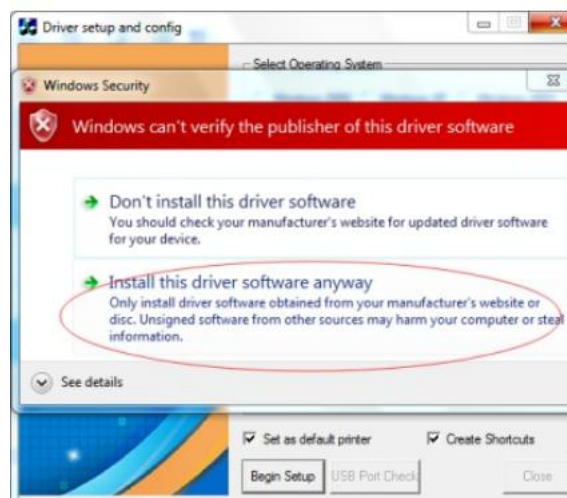 Driver setup and config
Select Operating System
Windows Security
Windows can't verify the publisher of this driver software
Don't install this driver software
You should check your manufacturer's website for updated driver software
for your device.
Install this driver software anyway
Only install driver software obtained from your manufacturer's website or
disc. Unsigned software from other sources may harm your computer or steal
information.
See details
Set as default printer
Create Shortcuts
Begin Setup
USB Port Check
Close